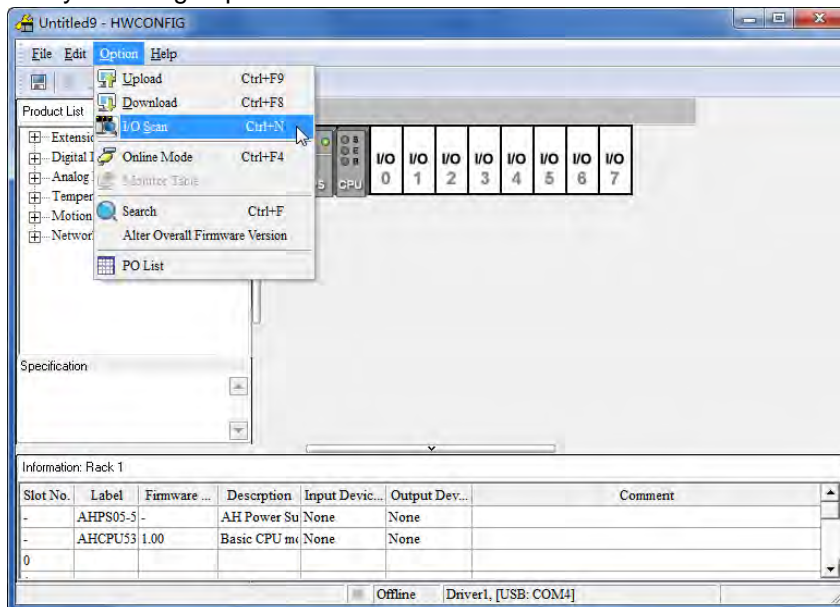 Untitled9 - HWCONFIG
File Edit Option Help
Upload Ctrl+F9
Download Ctrl+F8
Product List
I/O Scan Ctrl+N
Extensi
Digital I
Online Mode Ctrl+F4
I/O I/O I/O I/O I/O I/O I/O I/O
Analog
Monitor Table
S CPU 0 1 2 3 4 5 6 7
Temper
Motion
Search Ctrl+F
Networ
Alter Overall Firmware Version
PO List
Specification
Information: Rack 1
Slot No. Label Firmware ... Descrption Input Devic... Output Dev... Comment
- AHPS05-5 - AH Power Su None None
- AHCPU53 1.00 Basic CPU mo None None
0
Offline Driver1, [USB: COM4]